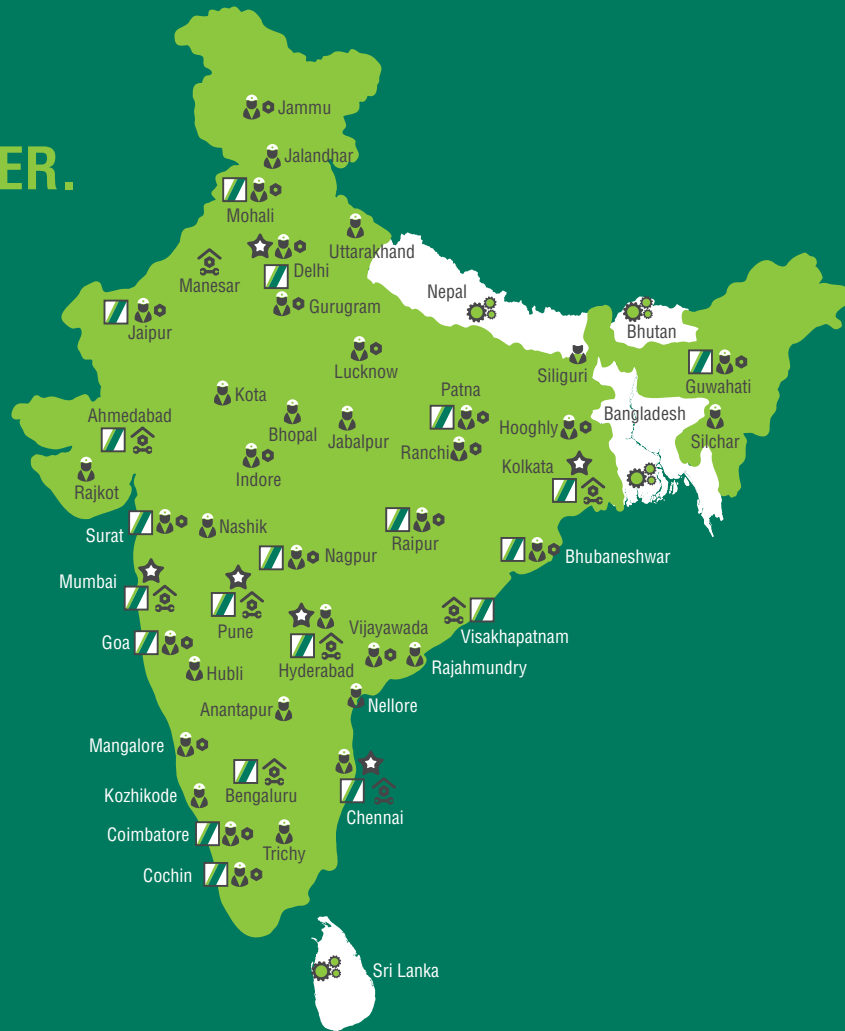 ER.
Jammu
Jalandhar
Mohali
Uttarakhand
Delhi
Manesar
Nepal
Gurugram
Jaipur
Bhutan
Lucknow
Siliguri
Guwahati
Kota
Patna
Ahmedabad
Bangladesh
Bhopal
Jabalpur
Hooghly
Silchar
Ranchi
Kolkata
Indore
Rajkot
Surat
Nashik
Raipur
Nagpur
Bhubaneshwar
Mumbai
Pune
Vijayawada
Visakhapatnam
Goa
Hyderabad
Rajahmundry
Hubli
Nellore
Anantapur
Mangalore
Kozhikode
Bengaluru
Chennai
Coimbatore
Trichy
Cochin
Sri Lanka